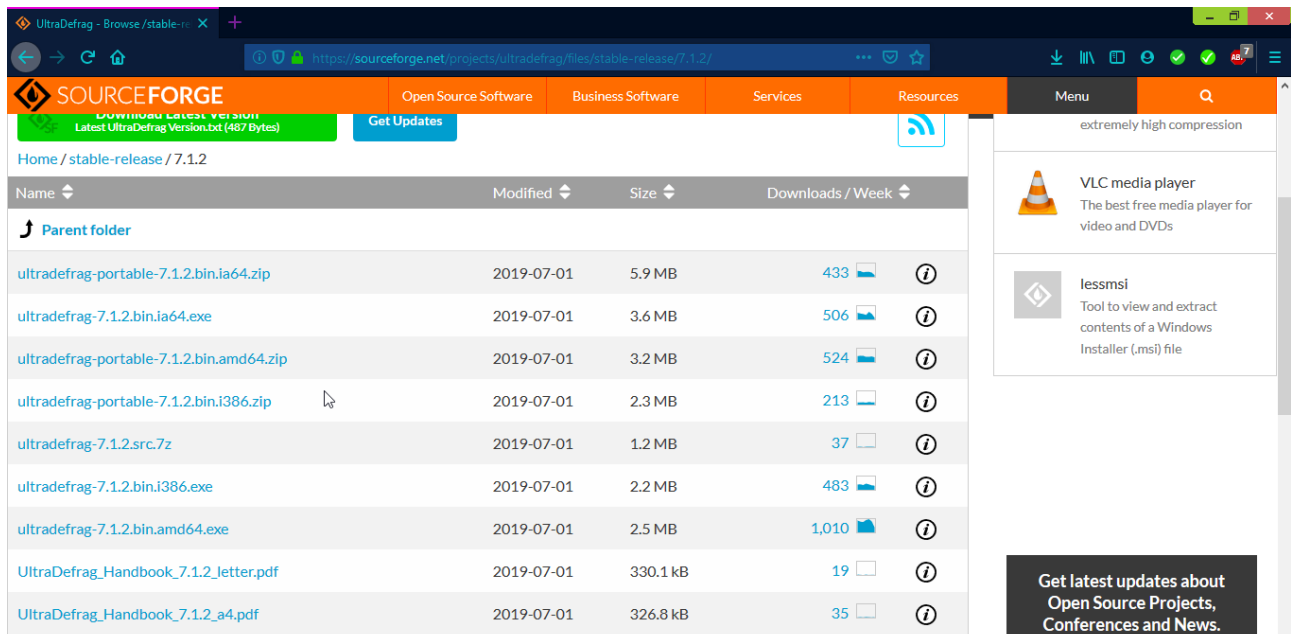 UltraDefrag - Browse /stable-re
https://sourceforge.net/projects/ultradefrag/files/stable-release/7.1.2/
7
ABP
SOURCEFORGE
Open Source Software
Business Software
Services
Resources
Menu
Download Latest Version
Latest UltraDefrag Version.txt (487 Bytes)
Get Updates
Home / stable-release / 7.1.2
Name Modified Size Downloads / Week
Parent folder
ultradefrag-portable-7.1.2.bin.ia64.zip 2019-07-01 5.9 MB 433
ultradefrag-7.1.2.bin.ia64.exe 2019-07-01 3.6 MB 506
ultradefrag-portable-7.1.2.bin.amd64.zip 2019-07-01 3.2 MB 524
ultradefrag-portable-7.1.2.bin.i386.zip 2019-07-01 2.3 MB 213
ultradefrag-7.1.2.src.7z 2019-07-01 1.2 MB 37
ultradefrag-7.1.2.bin.i386.exe 2019-07-01 2.2 MB 483
ultradefrag-7.1.2.bin.amd64.exe 2019-07-01 2.5 MB 1,010
UltraDefrag_Handbook_7.1.2_letter.pdf 2019-07-01 330.1 kB 19
UltraDefrag_Handbook_7.1.2_a4.pdf 2019-07-01 326.8 kB 35
extremely high compression
VLC media player
The best free media player for
video and DVDs
lessmsi
Tool to view and extract
contents of a Windows
Installer (.msi) file
Get latest updates about
Open Source Projects,
Conferences and News.